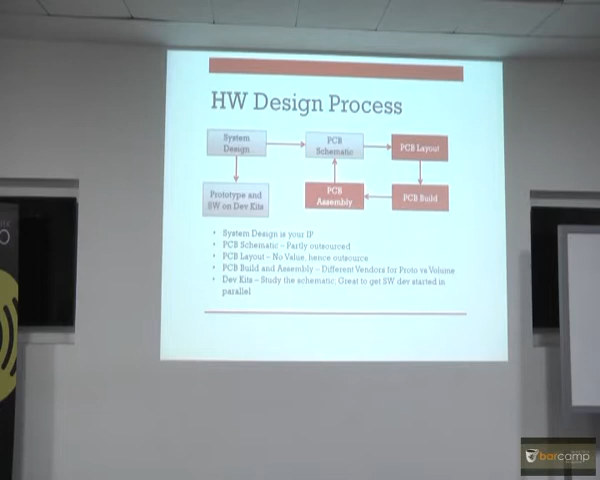 HW Design Process
System
Design
PCB
Schematic
PCB Layout
Prototype and
SW on Dev Kits
PCB
Assembly
PCB Build
• System Design is your IP
• PCB Schematic – Partly outsourced
• PCB Layout – No Value, hence outsource
• PCB Build and Assembly – Different Vendors for Proto vs Volume
• Dev Kits – Study the schematic; Great to get SW dev started in
parallel
barcamp